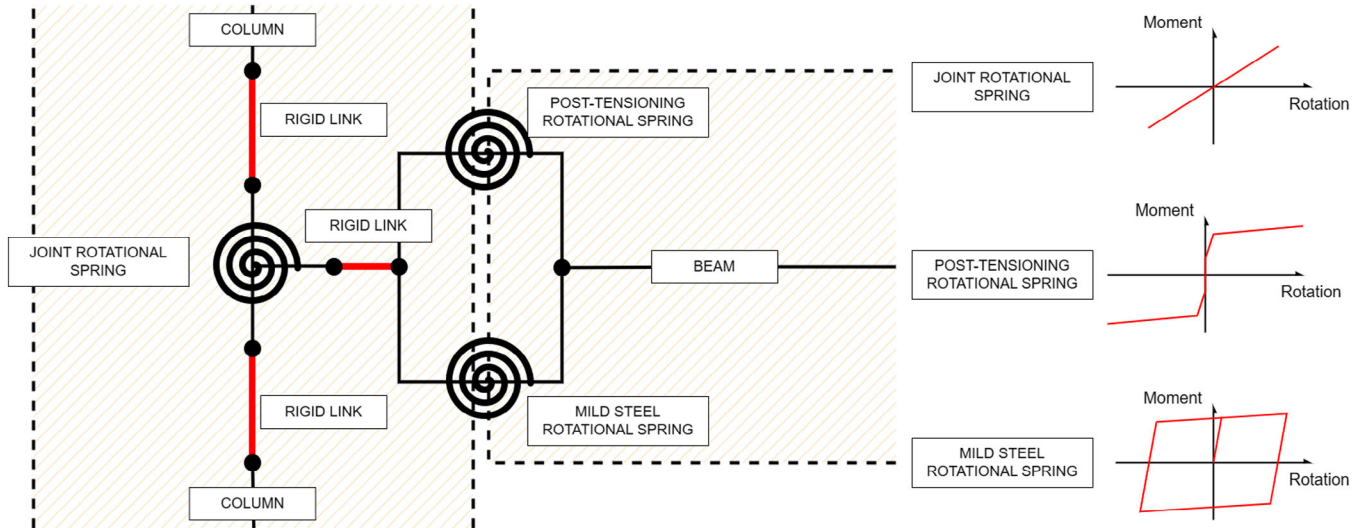 COLUMN
RIGID LINK
POST-TENSIONING
ROTATIONAL SPRING
JOINT ROTATIONAL
SPRING
RIGID LINK
BEAM
RIGID LINK
MILD STEEL
ROTATIONAL SPRING
COLUMN
JOINT ROTATIONAL
SPRING
Moment
Rotation
POST-TENSIONING
ROTATIONAL SPRING
Moment
Rotation
MILD STEEL
ROTATIONAL SPRING
Moment
Rotation